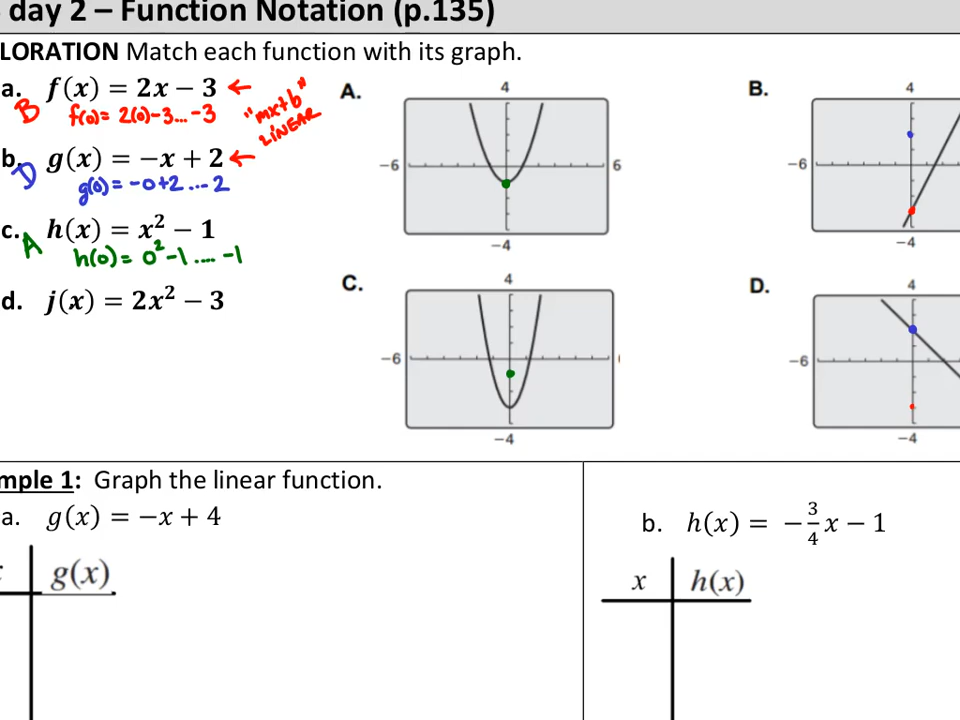 day 2 – Function Notation (p.135)
LORATION Match each function with its graph.
a. f(x) = 2x − 3 ←
B f(0) = 2(0)-3...-3 "mx+b"
LINEAR
b. g(x) = −x + 2 ←
D g(0) = -0+2...2
c. h(x) = x² − 1
A h(0) = 0²-1....-1
d. j(x) = 2x² − 3
A.
4
−6
6
−4
B.
4
−6
−4
C.
4
−6
−4
D.
4
−6
−4
mple 1: Graph the linear function.
a. g(x) = −x + 4
g(x)
b. h(x) = −3/4x − 1
x h(x)